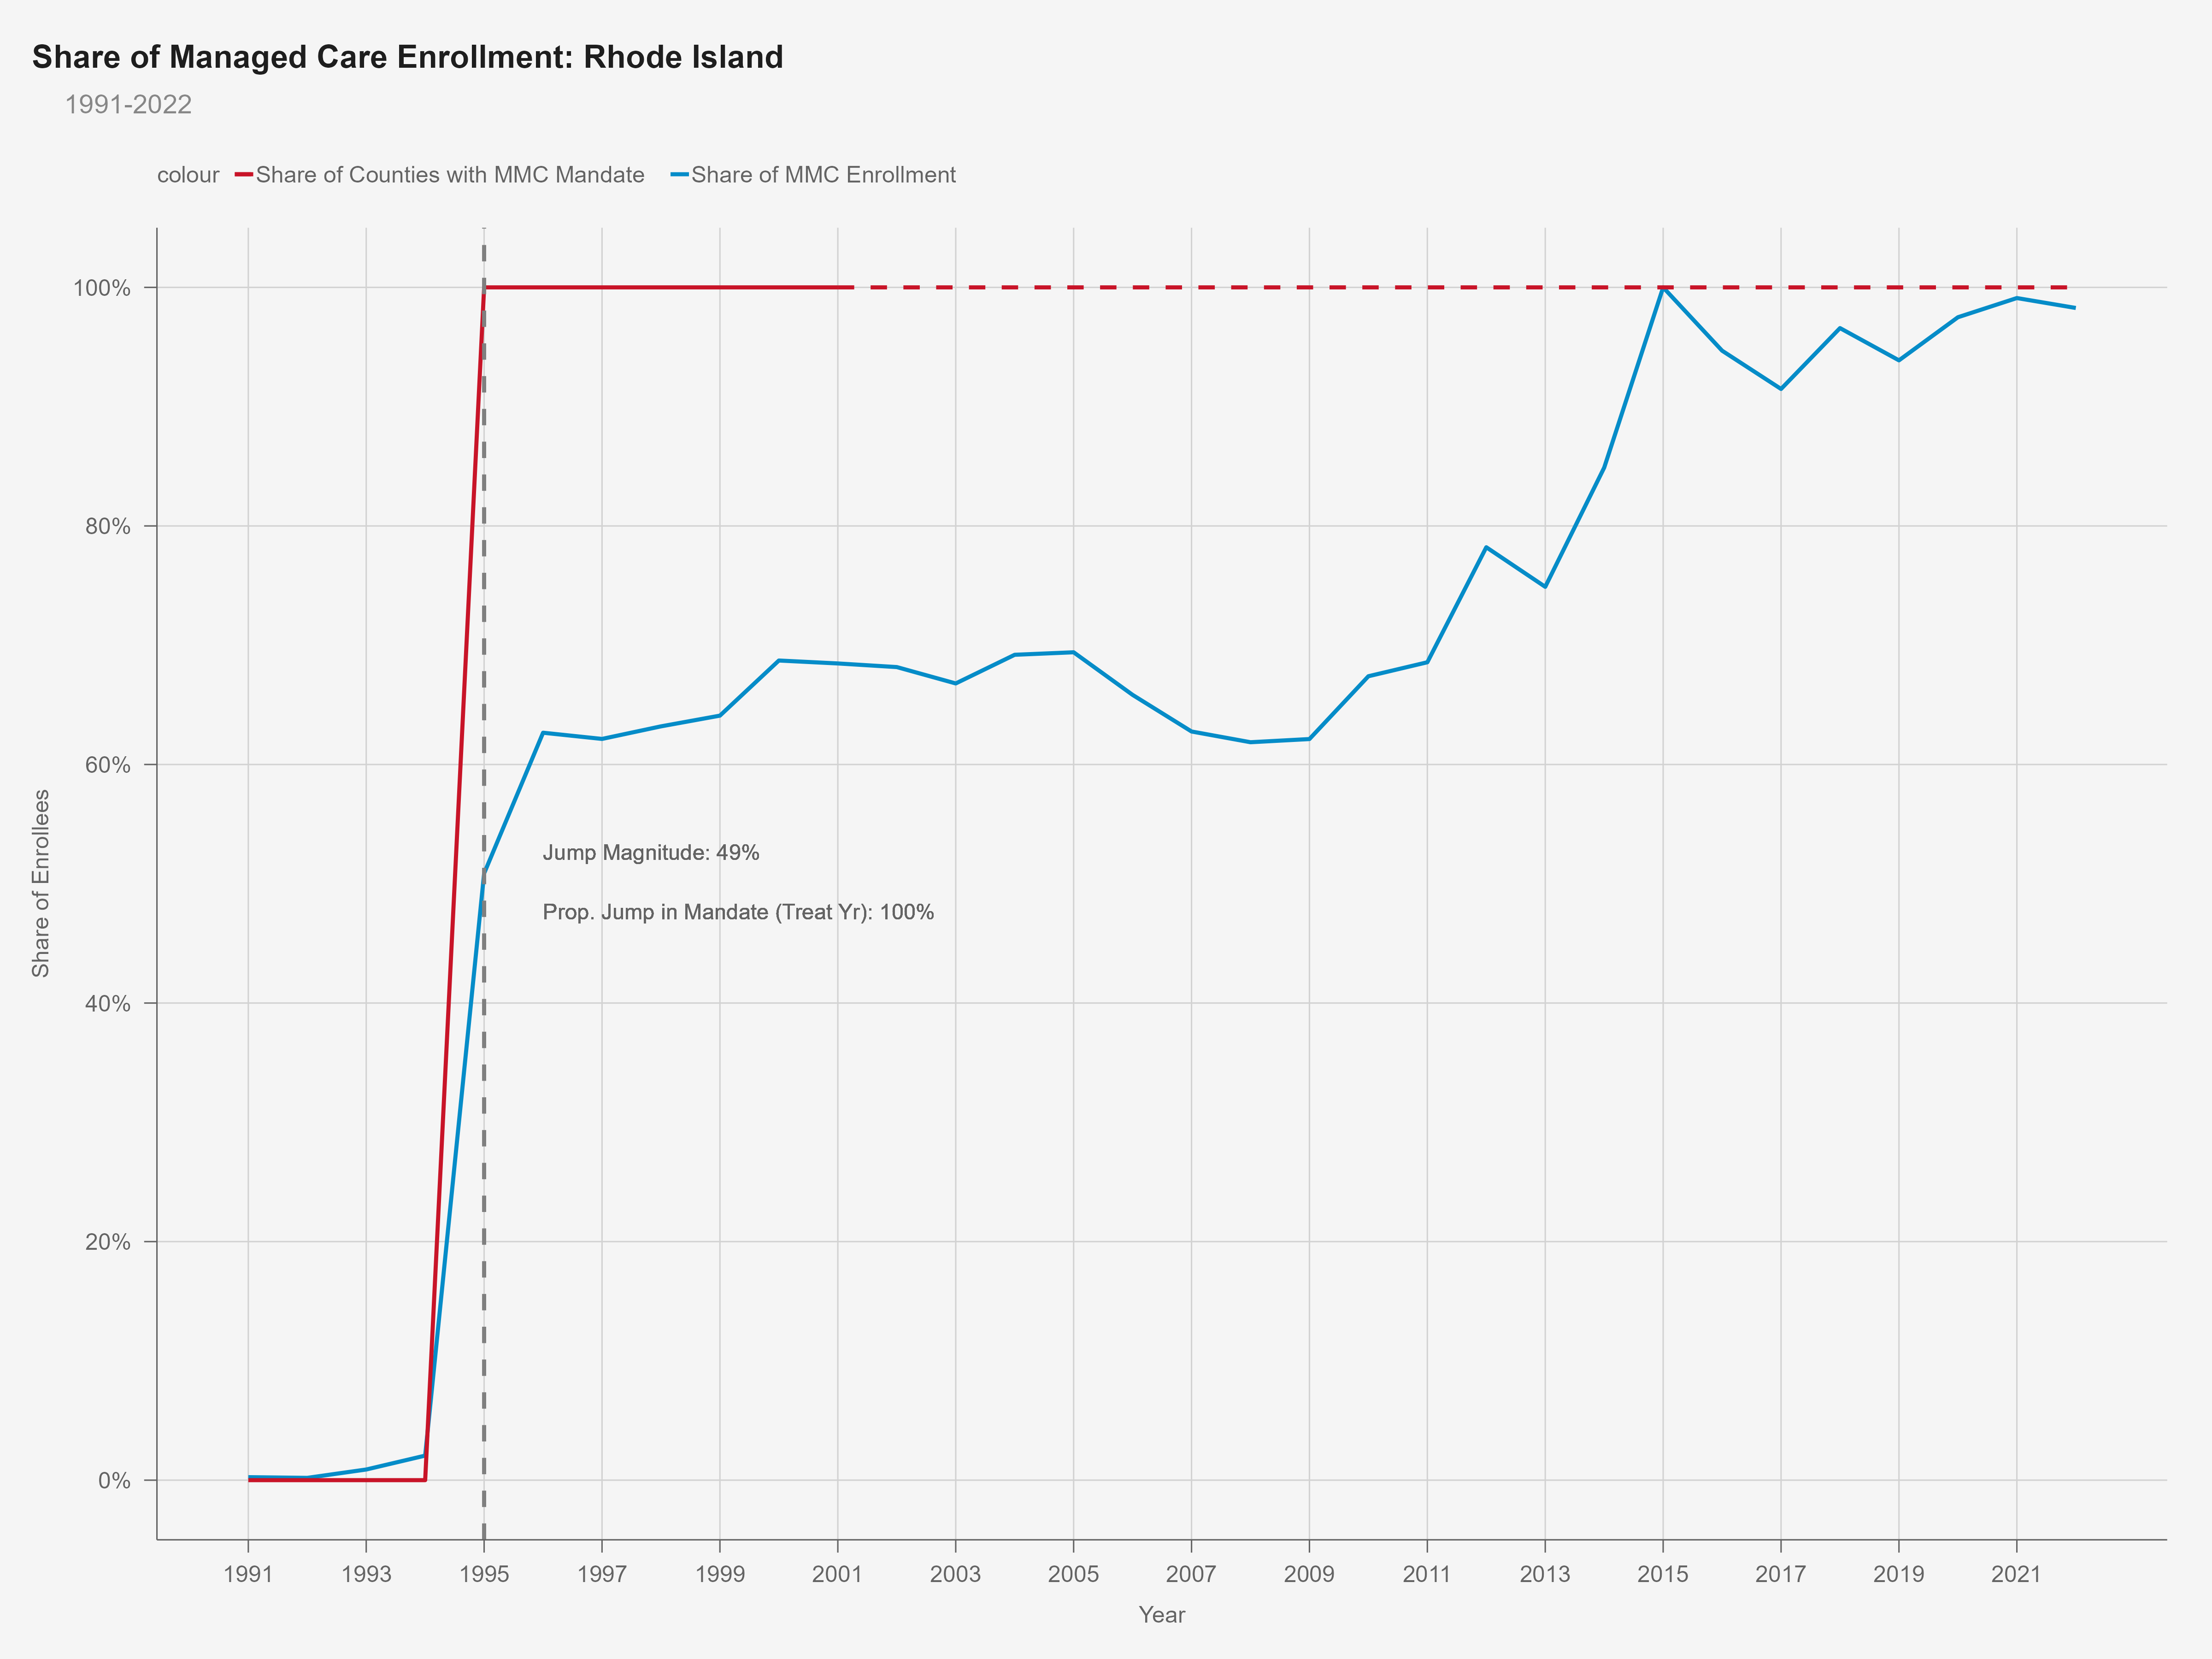 Share of Managed Care Enrollment: Rhode Island
1991-2022
colour Share of Counties with MMC Mandate Share of MMC Enrollment
100%
80%
60%
40%
20%
0%
Share of Enrollees
Jump Magnitude: 49%
Prop. Jump in Mandate (Treat Yr): 100%
1991 1993 1995 1997 1999 2001 2003 2005 2007 2009 2011 2013 2015 2017 2019 2021
Year